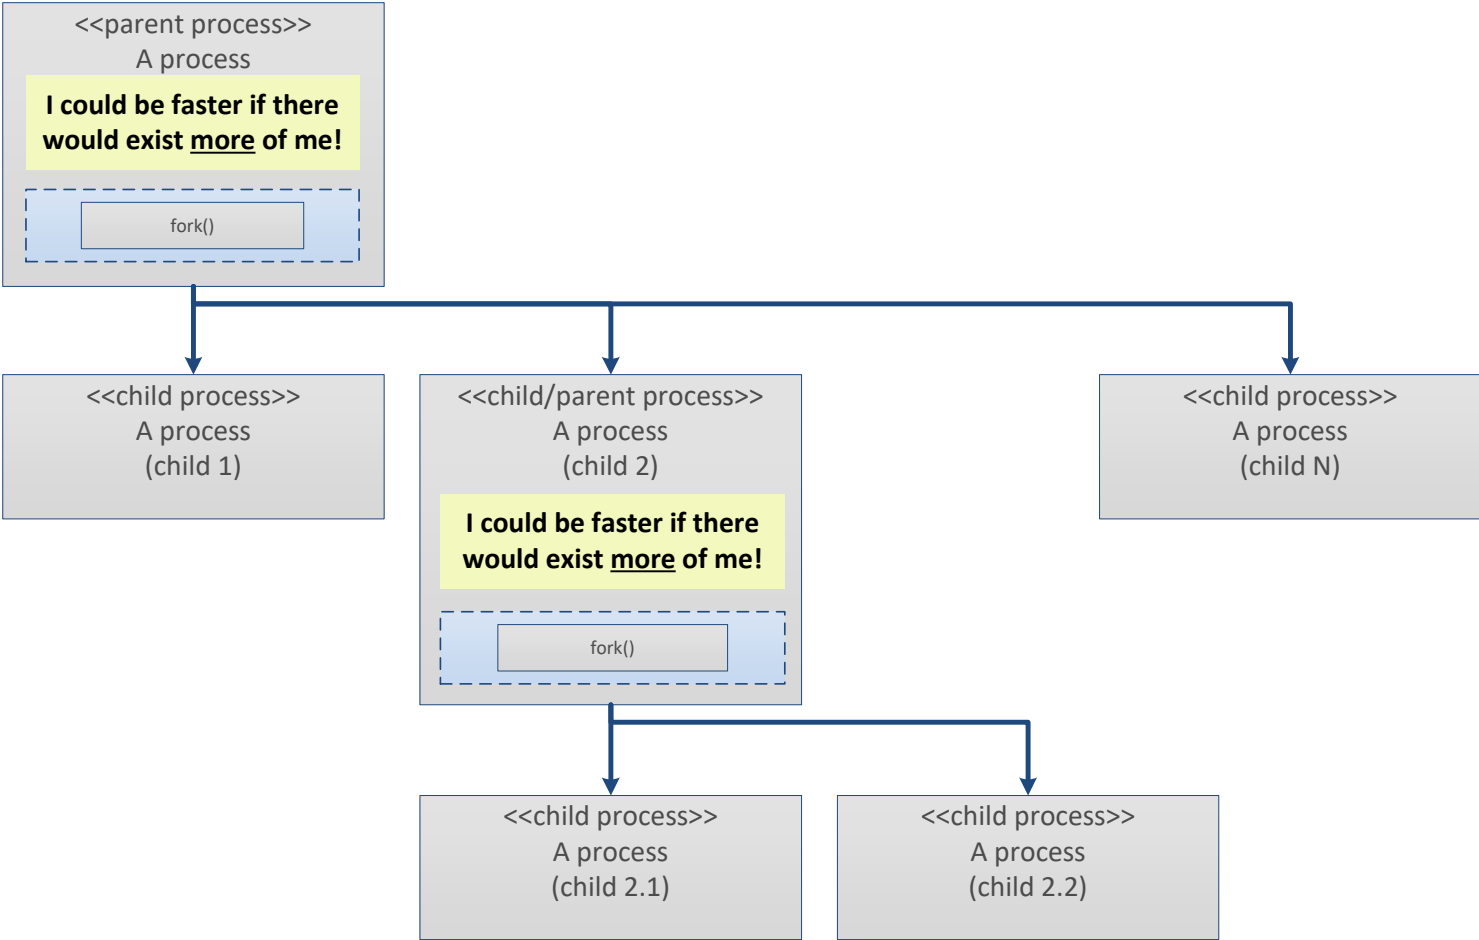 <<parent process>>
A process
I could be faster if there
would exist more of me!
fork()
<<child process>>
A process
(child 1)
<<child/parent process>>
A process
(child 2)
I could be faster if there
would exist more of me!
fork()
<<child process>>
A process
(child N)
<<child process>>
A process
(child 2.1)
<<child process>>
A process
(child 2.2)